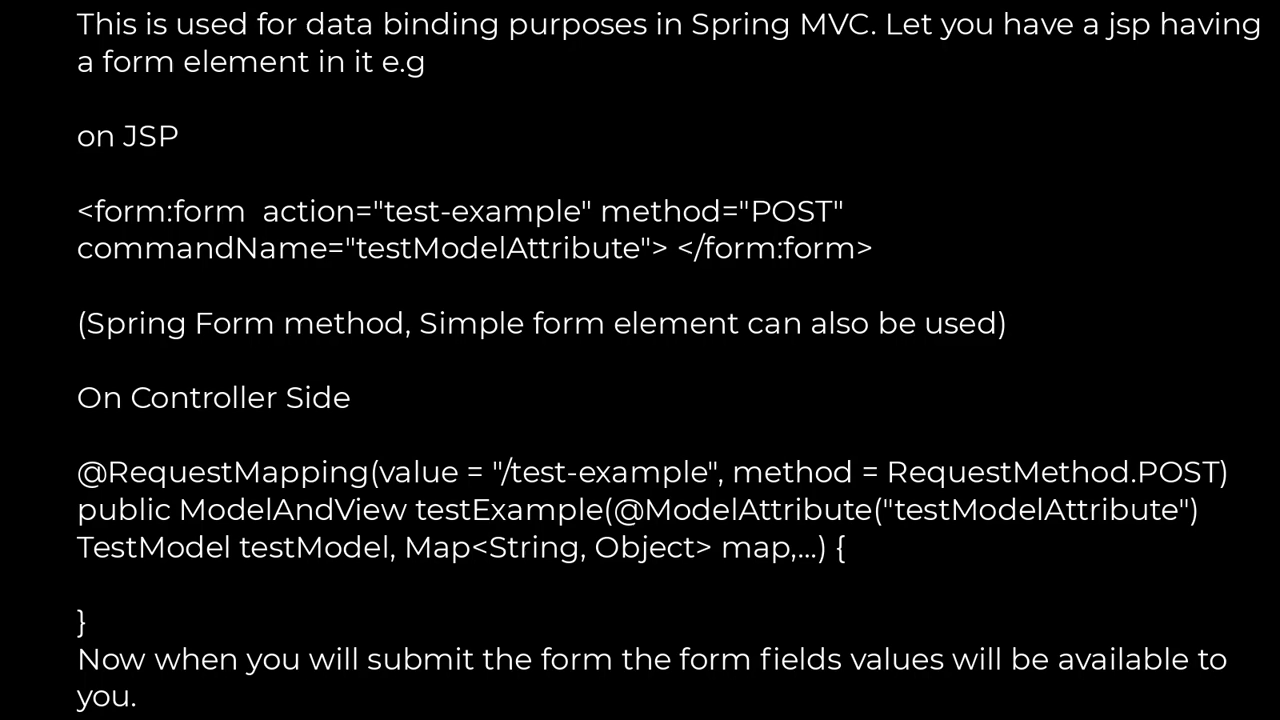 This is used for data binding purposes in Spring MVC. Let you have a jsp having
a form element in it e.g
on JSP
<form:form  action="test-example" method="POST"
commandName="testModelAttribute"> </form:form>
(Spring Form method, Simple form element can also be used)
On Controller Side
@RequestMapping(value = "/test-example", method = RequestMethod.POST)
public ModelAndView testExample(@ModelAttribute("testModelAttribute")
TestModel testModel, Map<String, Object> map,...) {
}
Now when you will submit the form the form fields values will be available to
you.